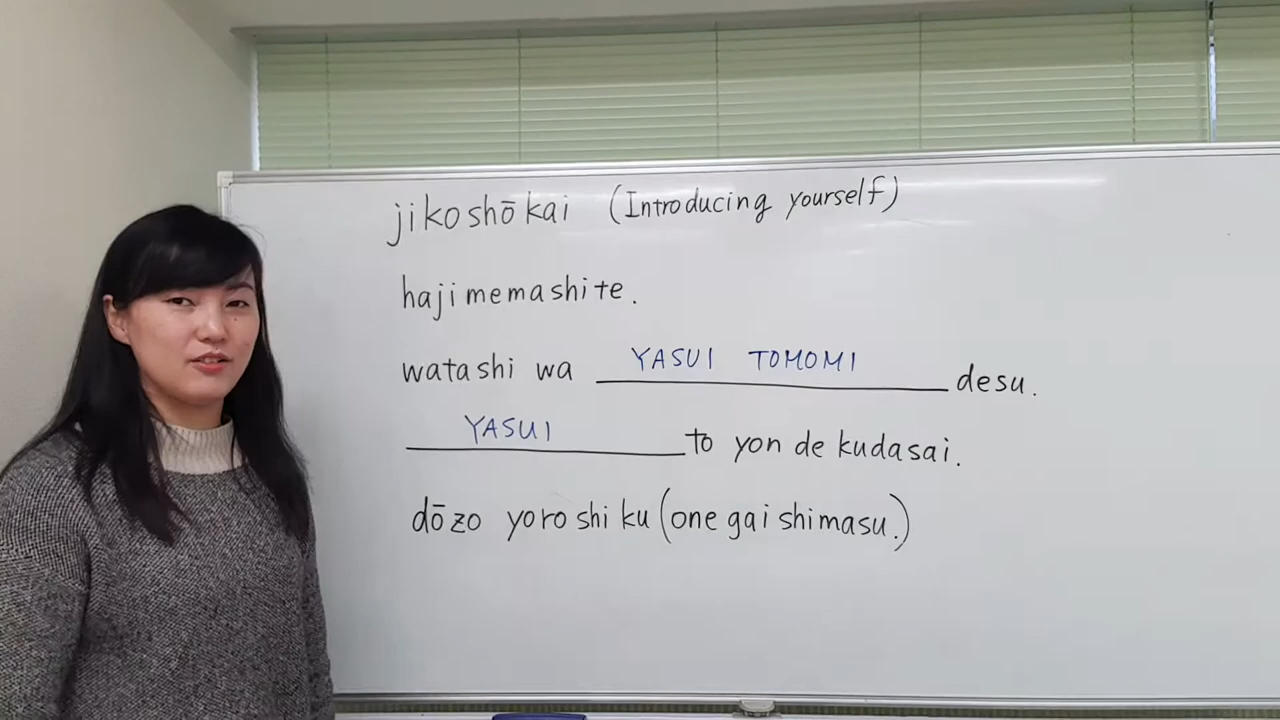 jikoshōkai (Introducing yourself)
hajimemashite.
watashi wa YASUI TOMOMI desu.
YASUI to yon de kudasai.
dōzo yoroshiku (onegaishimasu.)